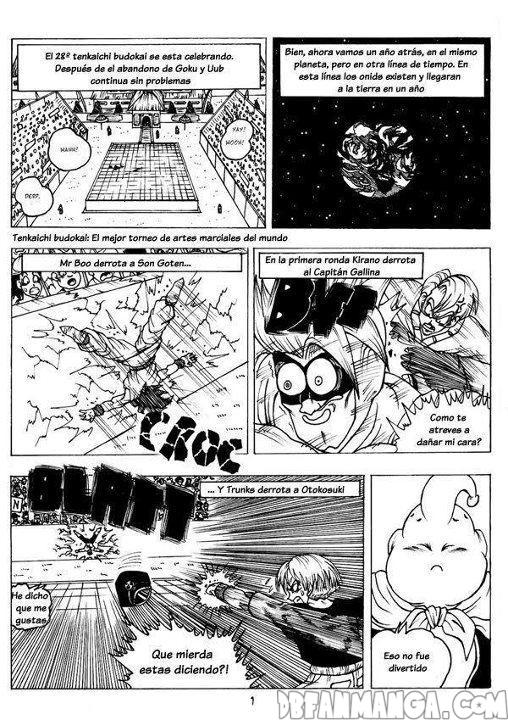 El 28º tenkaichi budokai se esta celebrando.
Después de el abandono de Goku y Uub
continua sin problemas
YAY!
WOOH!
WAHH!
DERP.
Bien, ahora vamos un año atrás, en el mismo
planeta, pero en otra línea de tiempo. En
esta línea los onids existen y llegaran
a la tierra en un año
Tenkaichi budokai: El mejor torneo de artes marciales del mundo
Mr Boo derrota a Son Goten...
CROC
En la primera ronda Kirano derrota
al Capitán Gallina
Como te
atreves a
dañar mi cara?
BLAM
... Y Trunks derrota a Otokosuki
He dicho
que me
gustas
Que mierda
estas diciendo?!
Eso no fue
divertido
1
DBFANMANGA.COM